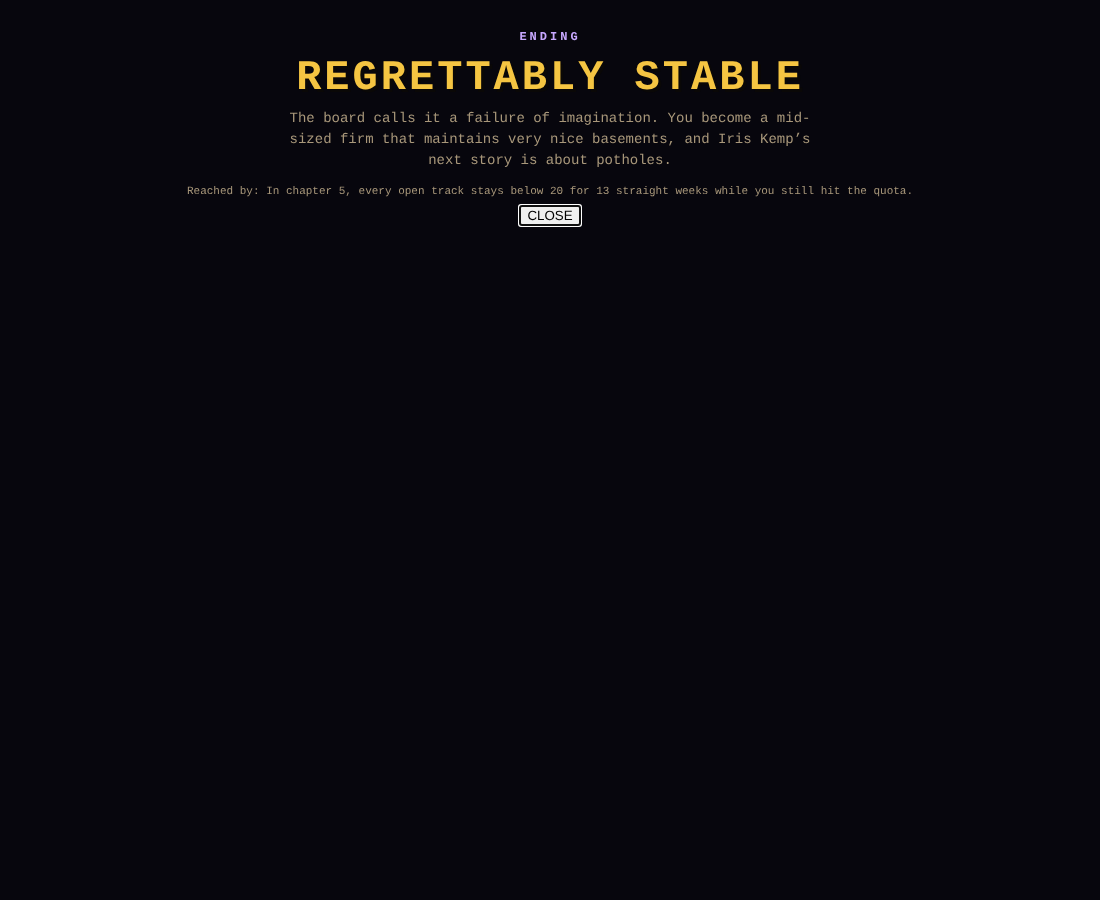 ENDING
REGRETTABLY STABLE
The board calls it a failure of imagination. You become a mid-
sized firm that maintains very nice basements, and Iris Kemp’s
next story is about potholes.
Reached by: In chapter 5, every open track stays below 20 for 13 straight weeks while you still hit the quota.
CLOSE